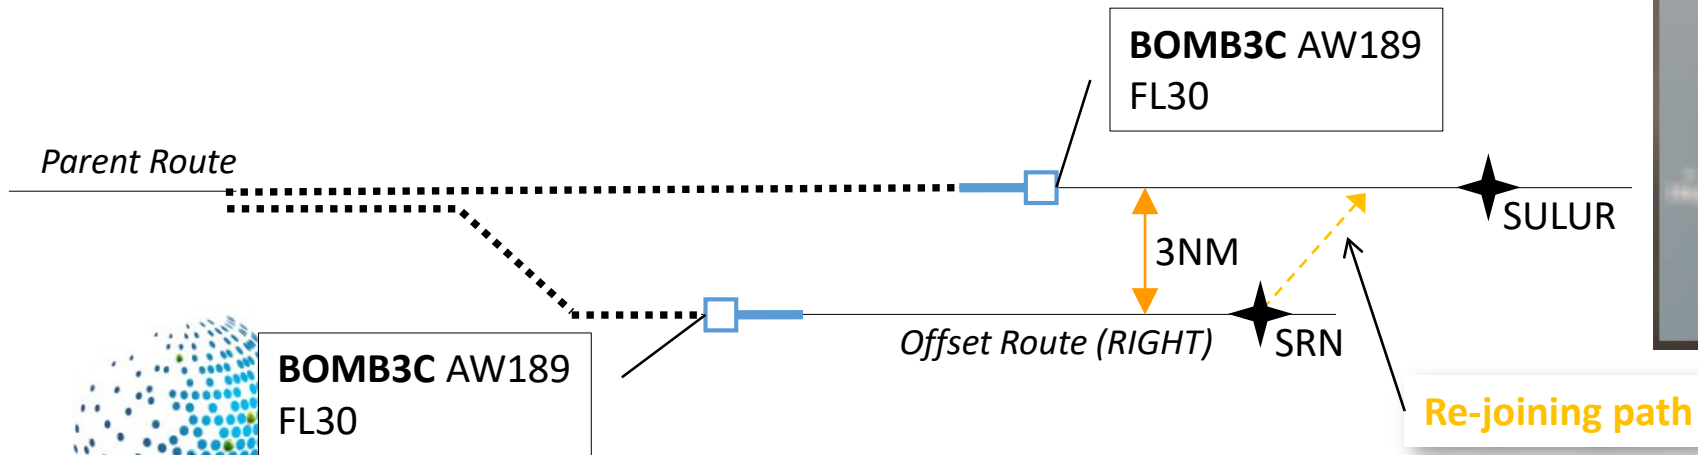 BOMB3C AW189
FL30
Parent Route
SULUR
3NM
Offset Route (RIGHT)
SRN
BOMB3C AW189
FL30
Re-joining path